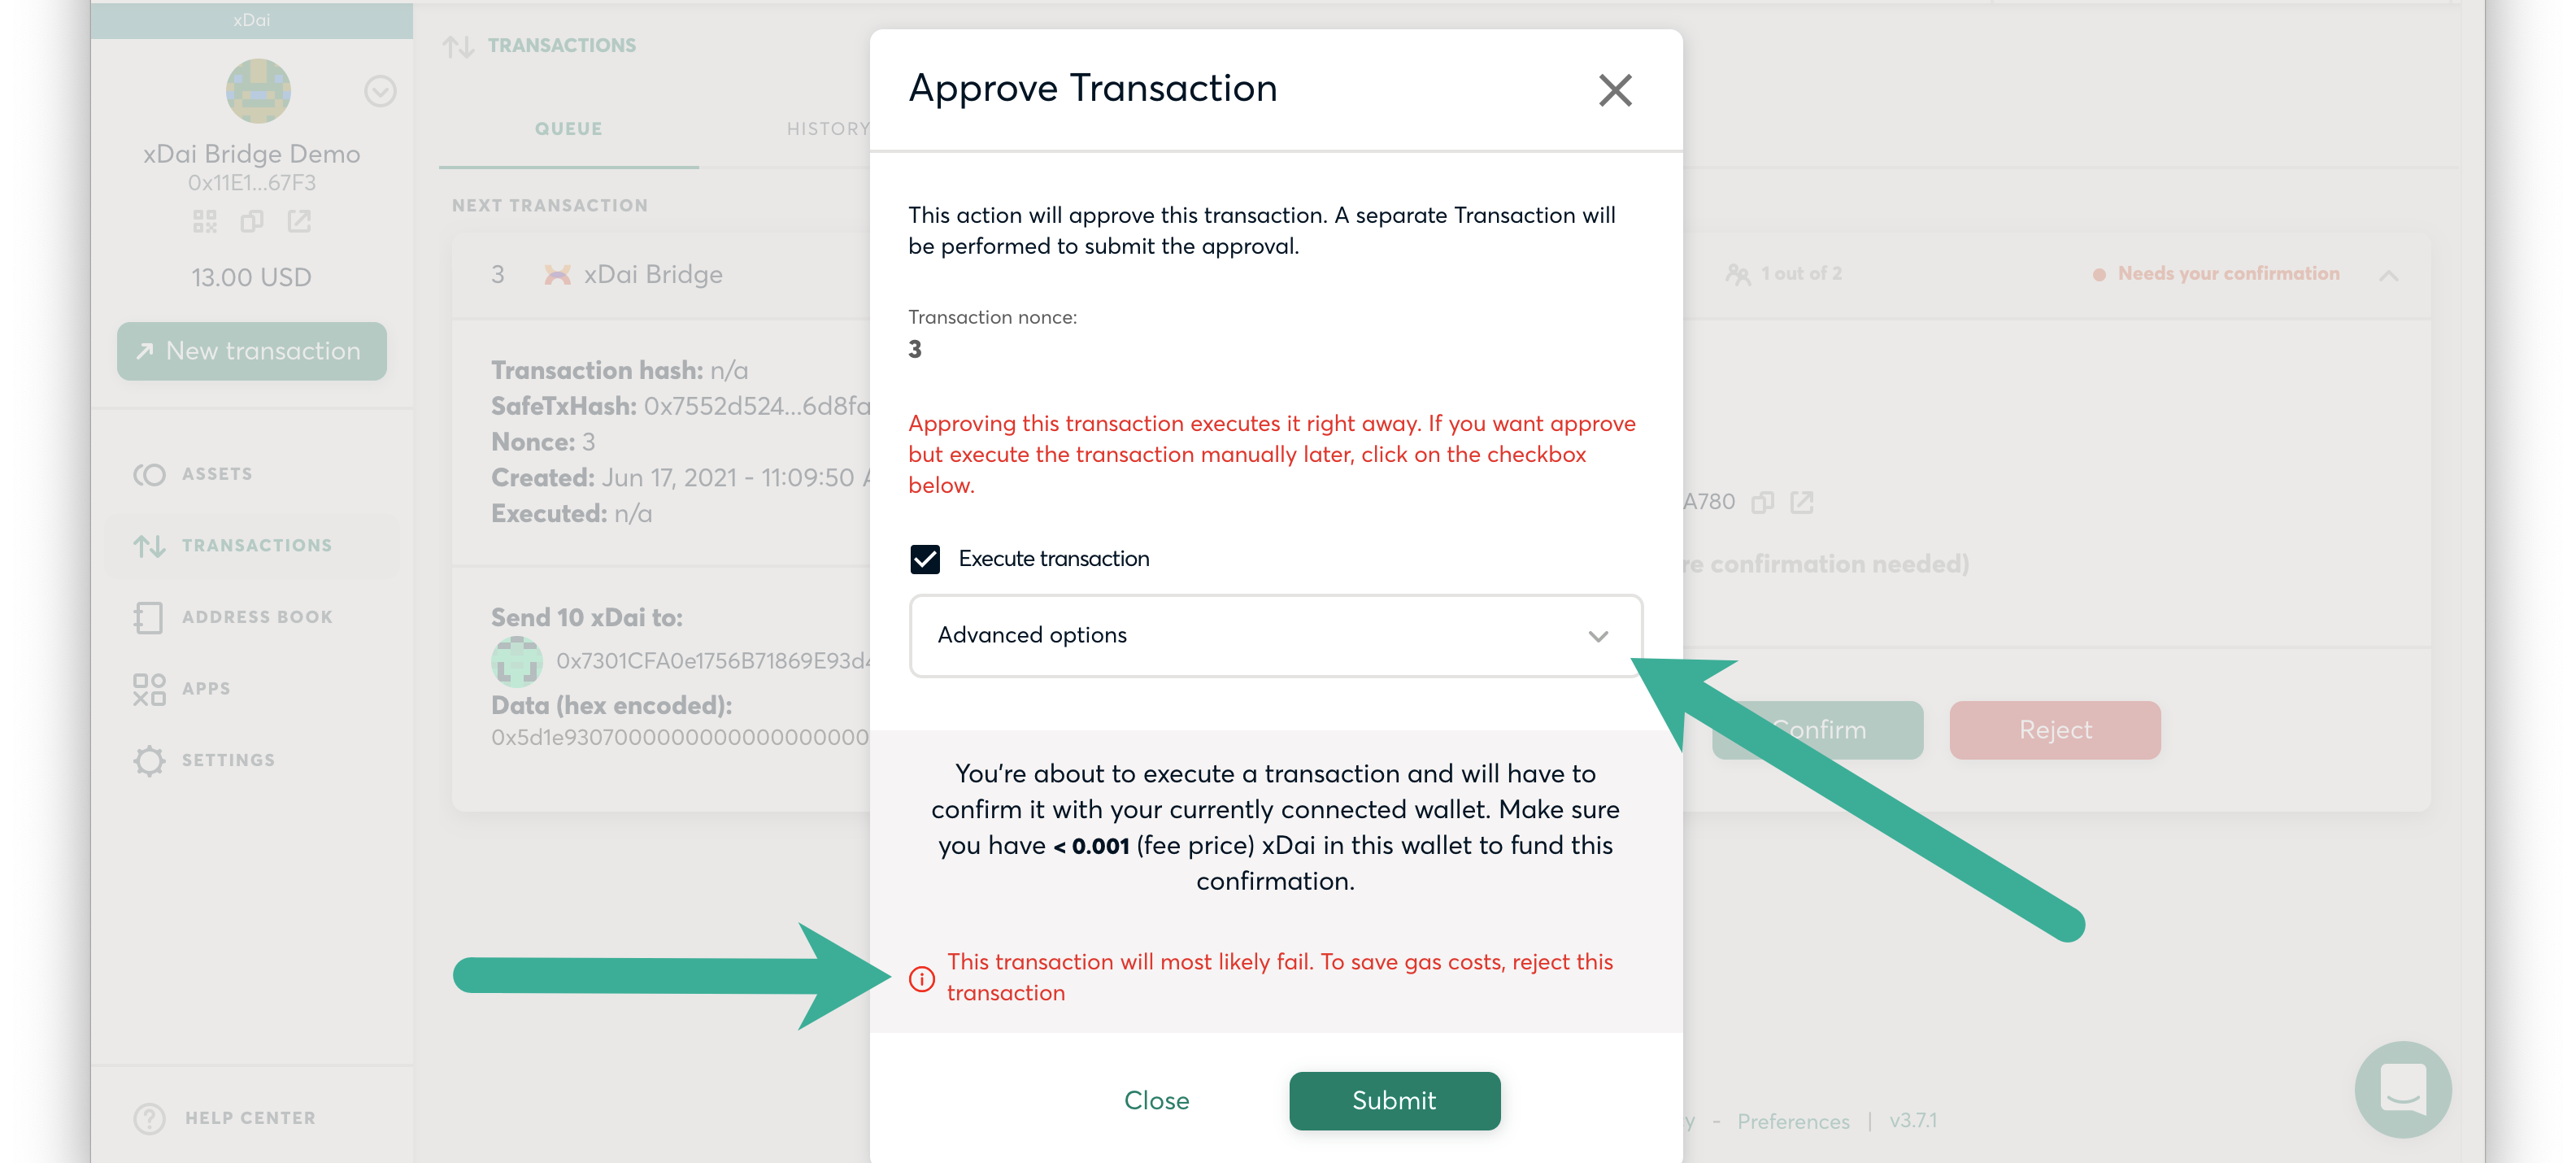 xDai
xDai Bridge Demo
0x11E1...67F3
13.00 USD
New transaction
ASSETS
TRANSACTIONS
ADDRESS BOOK
APPS
SETTINGS
HELP CENTER
TRANSACTIONS
QUEUE
HISTORY
NEXT TRANSACTION
3
xDai Bridge
1 out of 2
Needs your confirmation
Transaction hash: n/a
SafeTxHash: 0x7552d524...6d8fa
Nonce: 3
Created: Jun 17, 2021 - 11:09:50 A
Executed: n/a
Send 10 xDai to:
0x7301CFA0e1756B71869E93d4
Data (hex encoded):
0x5d1e9307000000000000000000
A780
re confirmation needed)
Confirm
Reject
Approve Transaction
This action will approve this transaction. A separate Transaction will
be performed to submit the approval.
Transaction nonce:
3
Approving this transaction executes it right away. If you want approve
but execute the transaction manually later, click on the checkbox
below.
Execute transaction
Advanced options
You're about to execute a transaction and will have to
confirm it with your currently connected wallet. Make sure
you have < 0.001 (fee price) xDai in this wallet to fund this
confirmation.
This transaction will most likely fail. To save gas costs, reject this
transaction
Close
Submit
y - Preferences | v3.7.1